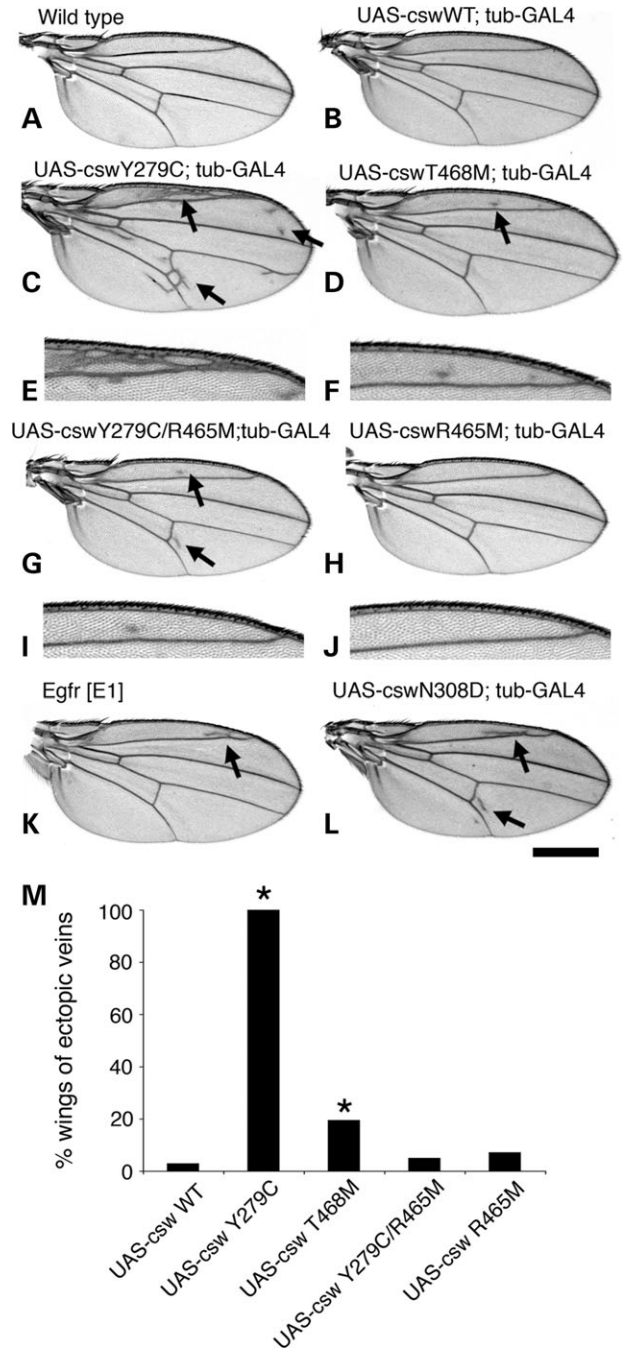 Wild type
UAS-cswWT; tub-GAL4
A
B
UAS-cswY279C; tub-GAL4
UAS-cswT468M; tub-GAL4
C
D
E
F
UAS-cswY279C/R465M;tub-GAL4
UAS-cswR465M; tub-GAL4
G
H
I
J
Egfr [E1]
UAS-cswN308D; tub-GAL4
K
L
M
% wings of ectopic veins
100
80
60
40
20
0
*
*
UAS-csw WT
UAS-csw Y279C
UAS-csw T468M
UAS-csw Y279C/R465M
UAS-csw R465M